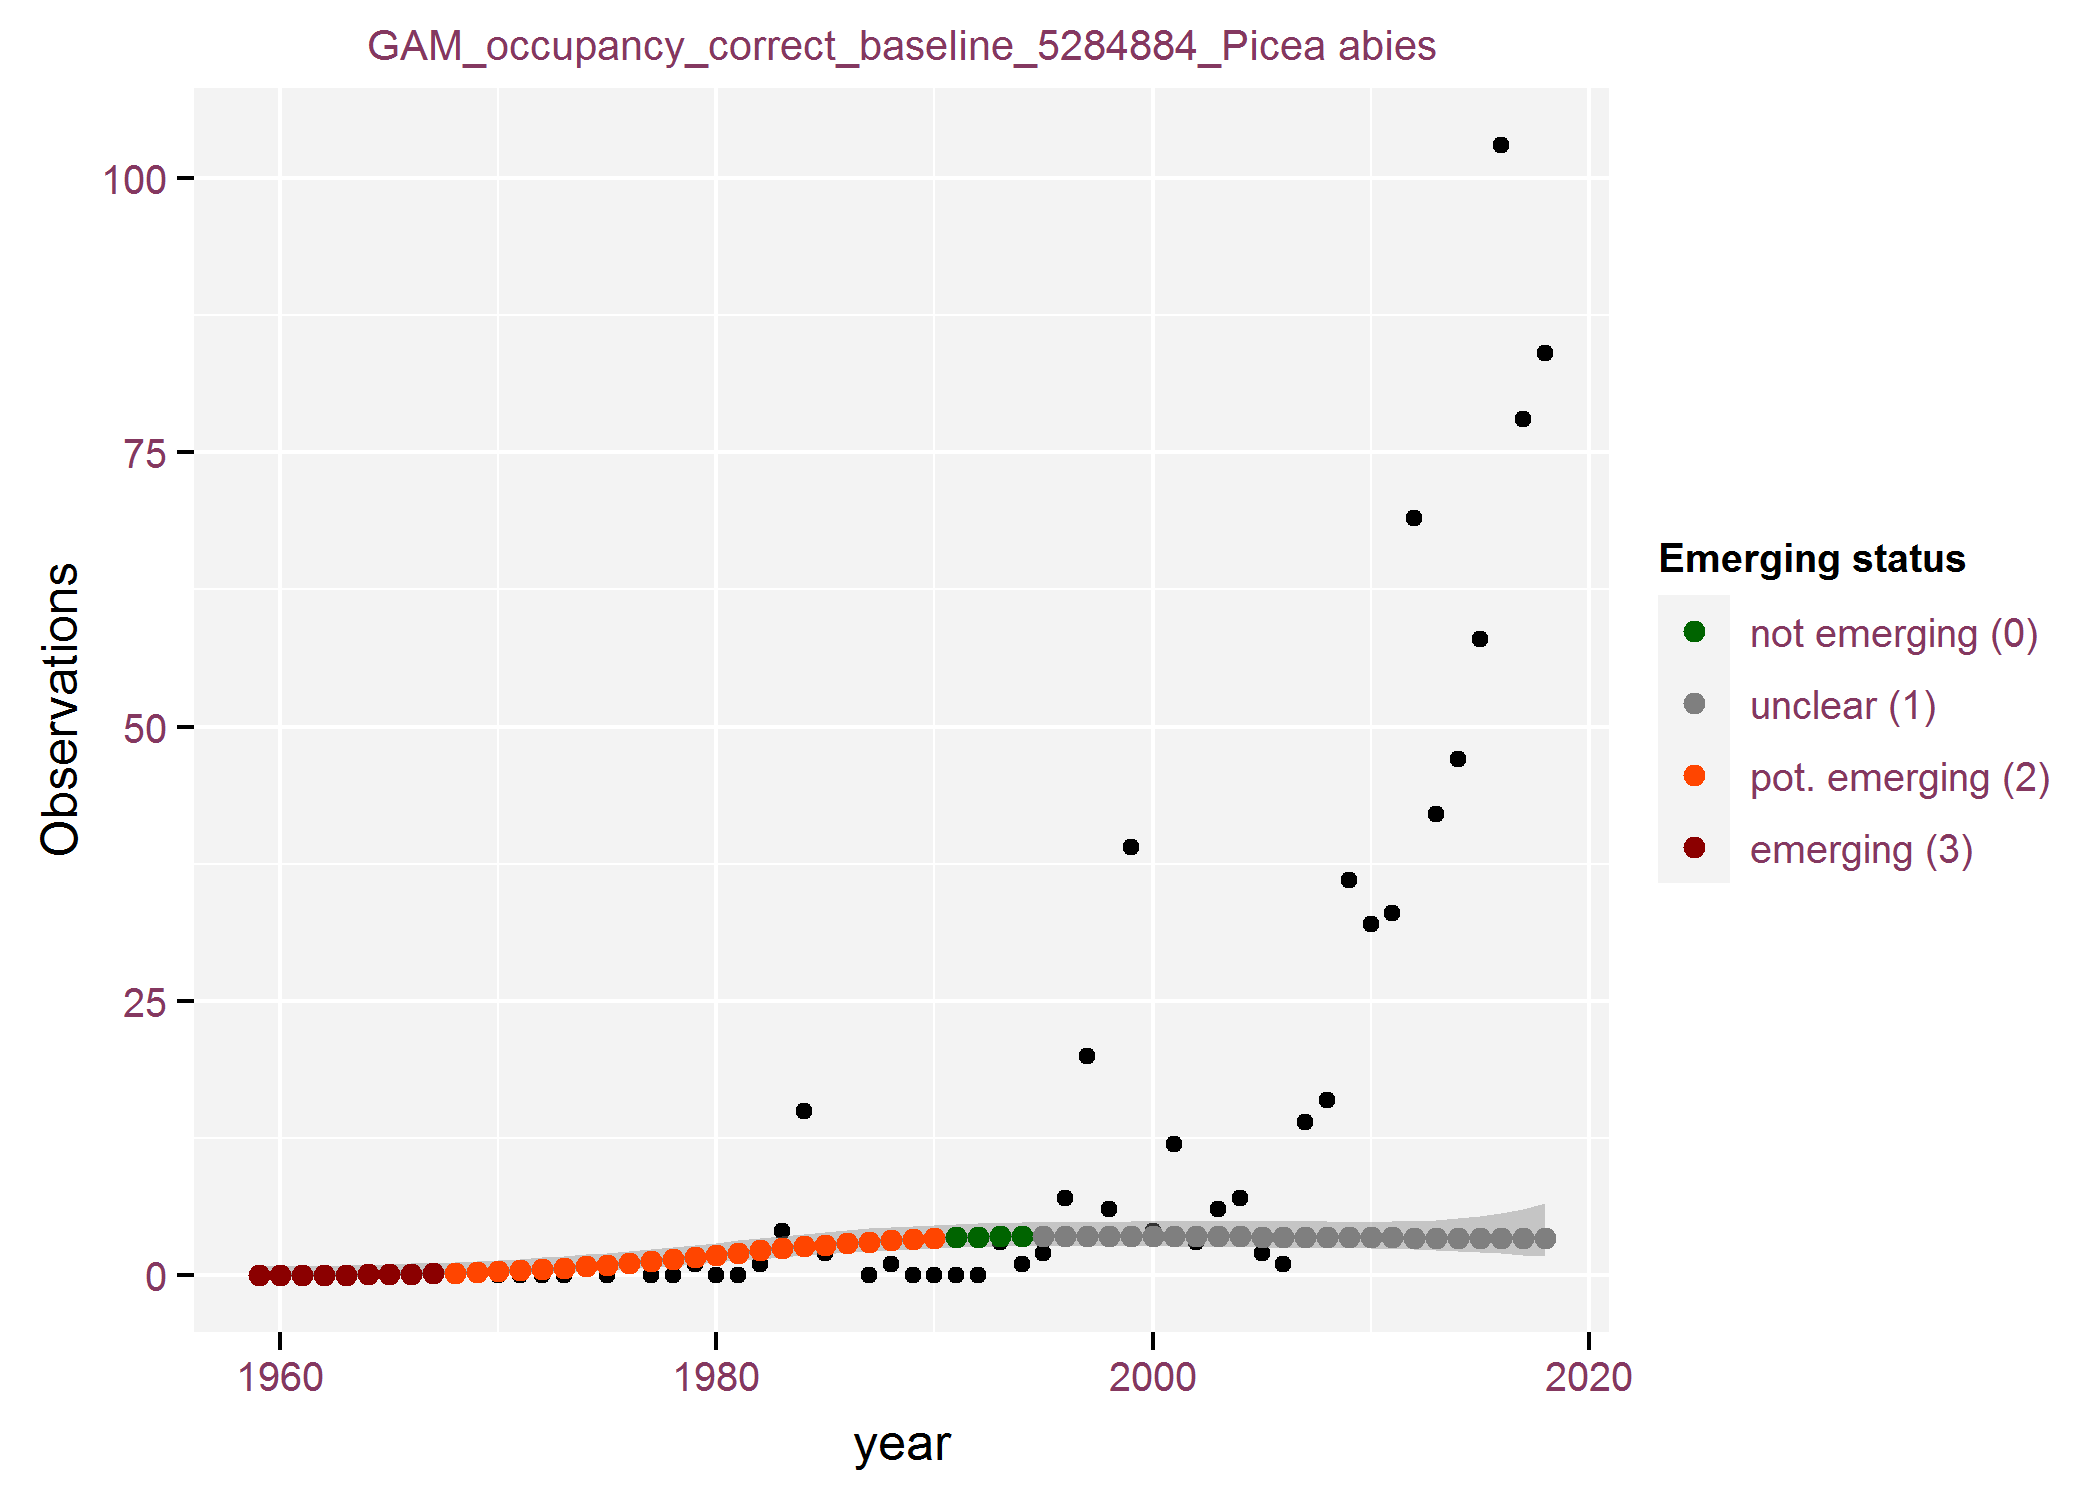 GAM_occupancy_correct_baseline_5284884_Picea abies
100
75
50
25
0
Observations
1960
1980
2000
2020
year
Emerging status
not emerging (0)
unclear (1)
pot. emerging (2)
emerging (3)